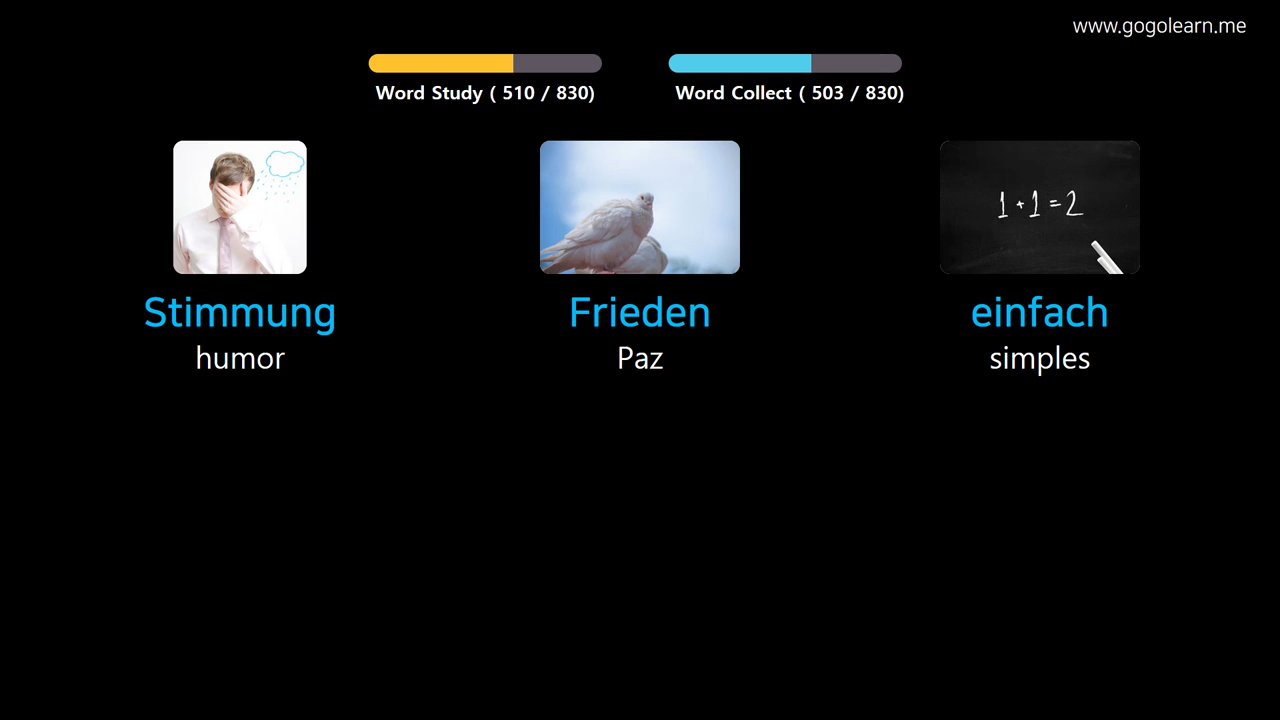 www.gogolearn.me
Word Study ( 510 / 830)
Word Collect ( 503 / 830)
1 + 1 = 2
Stimmung
Frieden
einfach
humor
Paz
simples